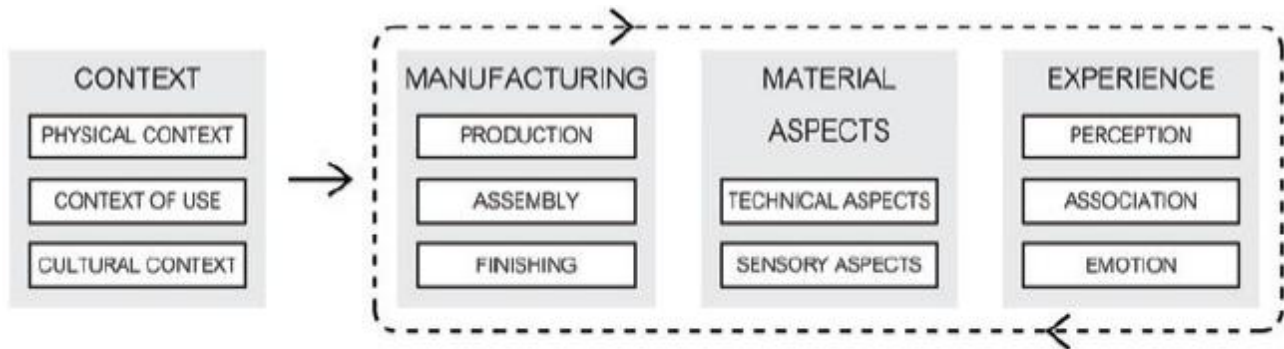 CONTEXT
PHYSICAL CONTEXT
CONTEXT OF USE
CULTURAL CONTEXT
MANUFACTURING
PRODUCTION
ASSEMBLY
FINISHING
MATERIAL
ASPECTS
TECHNICAL ASPECTS
SENSORY ASPECTS
EXPERIENCE
PERCEPTION
ASSOCIATION
EMOTION